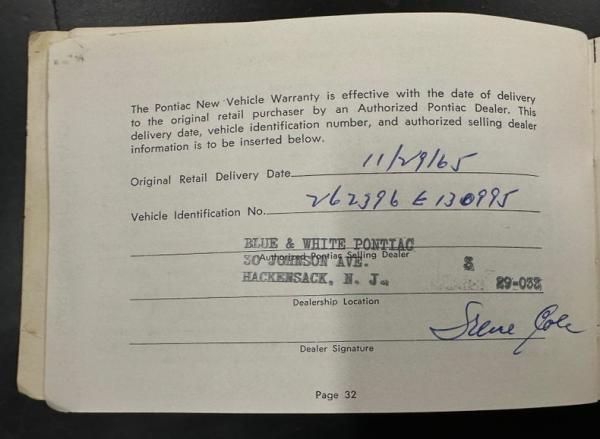 The Pontiac New Vehicle Warranty is effective with the date of delivery
to the original retail purchaser by an Authorized Pontiac Dealer. This
delivery date, vehicle identification number, and authorized selling dealer
information is to be inserted below.
Original Retail Delivery Date 11/29/65
Vehicle Identification No. 262396 E 130995
BLUE & WHITE PONTIAC
Authorized Pontiac Selling Dealer
30 JOHNSON AVE. 3
HACKENSACK, N. J. 29-033
Dealership Location
Irene Cole
Dealer Signature
Page 32